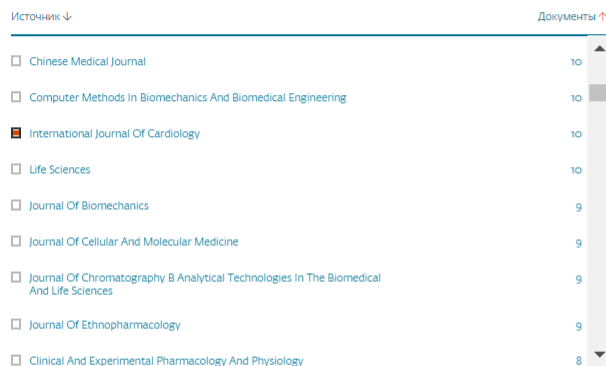 Источник ↓ Документы ↑
Chinese Medical Journal 10
Computer Methods In Biomechanics And Biomedical Engineering 10
International Journal Of Cardiology 10
Life Sciences 10
Journal Of Biomechanics 9
Journal Of Cellular And Molecular Medicine 9
Journal Of Chromatography B Analytical Technologies In The Biomedical 9
And Life Sciences
Journal Of Ethnopharmacology 9
Clinical And Experimental Pharmacology And Physiology 8